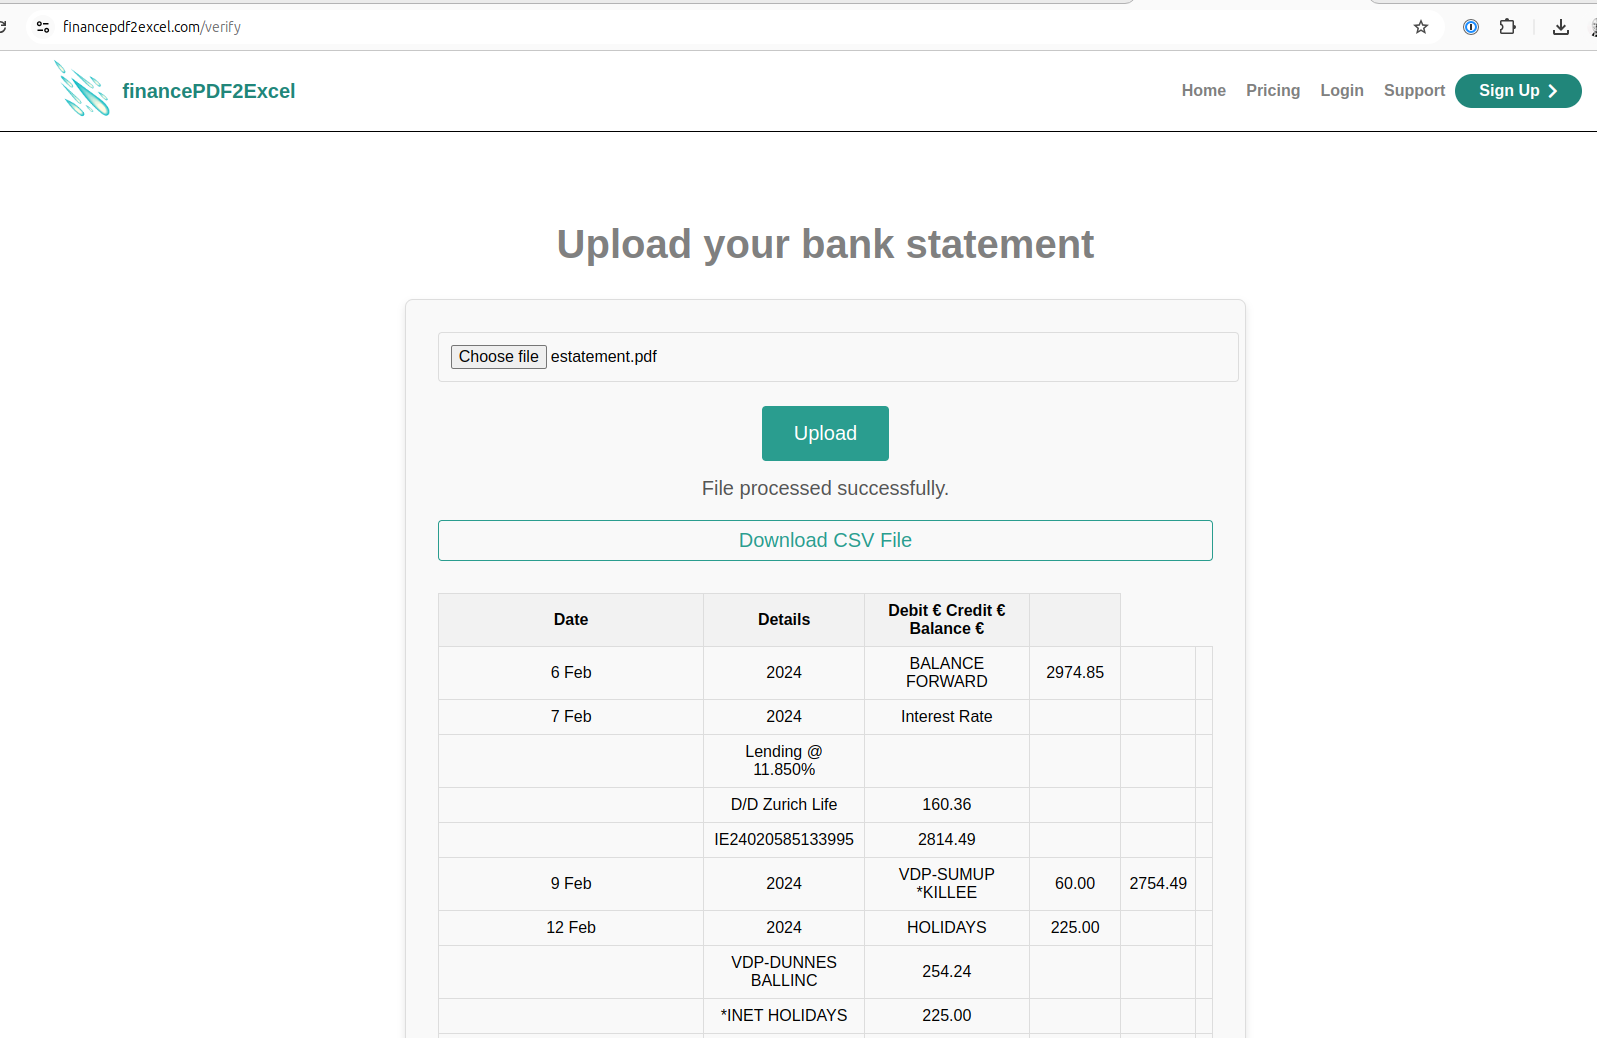 financepdf2excel.com/verify
financePDF2Excel
Home Pricing Login Support Sign Up
Upload your bank statement
Choose file estatement.pdf
Upload
File processed successfully.
Download CSV File
Date Details Debit € Credit €
Balance €
6 Feb 2024 BALANCE
FORWARD 2974.85
7 Feb 2024 Interest Rate
Lending @
11.850%
D/D Zurich Life 160.36
IE24020585133995 2814.49
9 Feb 2024 VDP-SUMUP
*KILLEE 60.00 2754.49
12 Feb 2024 HOLIDAYS 225.00
VDP-DUNNES
BALLINC 254.24
*INET HOLIDAYS 225.00